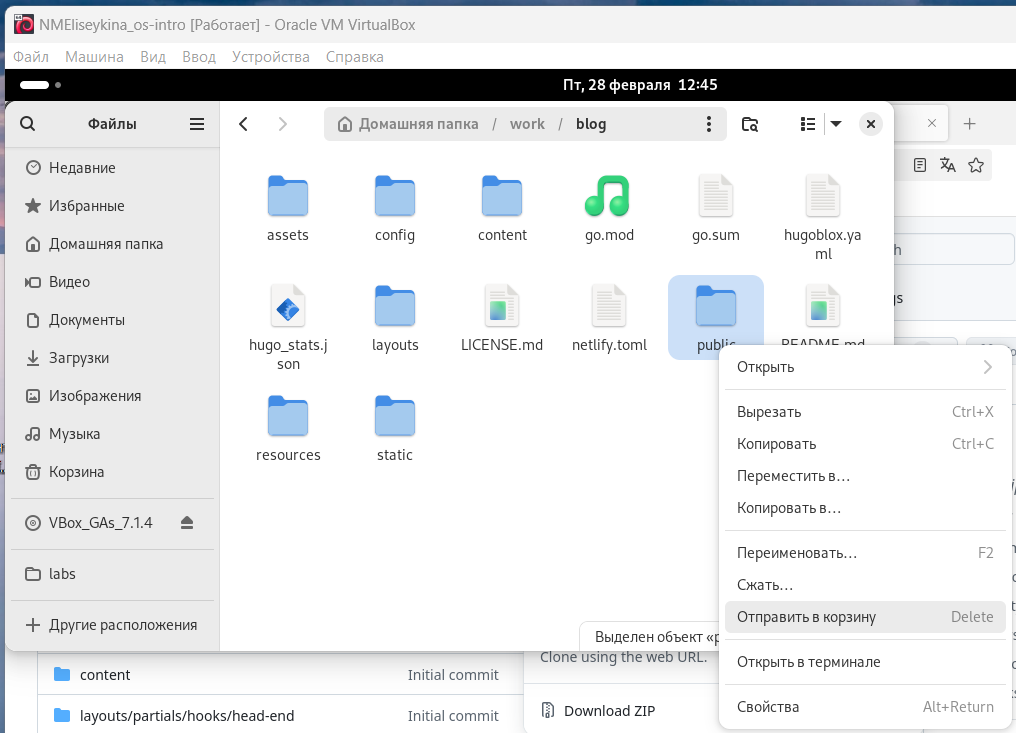 NMEliseykina_os-intro [Работает] - Oracle VM VirtualBox
Файл Машина Вид Ввод Устройства Справка
Пт, 28 февраля 12:45
Файлы
Домашняя папка / work / blog
Недавние
Избранные
Домашняя папка
Видео
Документы
Загрузки
Изображения
Музыка
Корзина
VBox_GAs_7.1.4
labs
Другие расположения
assets config content go.mod go.sum hugoblox.ya
ml
hugo_stats.j
son
layouts LICENSE.md netlify.toml public README.md
resources static
Открыть
Вырезать Ctrl+X
Копировать Ctrl+C
Переместить в…
Копировать в…
Переименовать… F2
Сжать…
Отправить в корзину Delete
Открыть в терминале
Свойства Alt+Return
Выделен объект
Clone using the web URL.
content Initial commit
layouts/partials/hooks/head-end Initial commit
Download ZIP